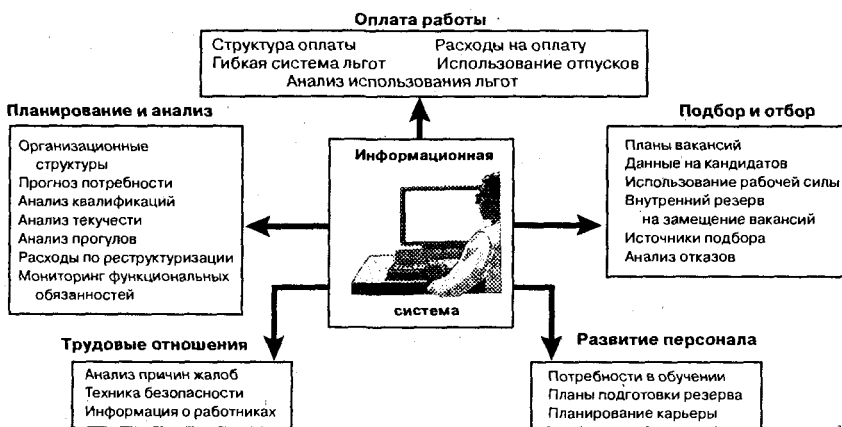 Оплата работы
Структура оплаты Расходы на оплату
Гибкая система льгот Использование отпусков
Анализ использования льгот
Планирование и анализ
Организационные
структуры
Прогноз потребности
Анализ квалификаций
Анализ текучести
Анализ прогулов
Расходы по реструктуризации
Мониторинг функциональных
обязанностей
Информационная
система
Подбор и отбор
Планы вакансий
Данные на кандидатов
Использование рабочей силы
Внутренний резерв
на замещение вакансий
Источники подбора
Анализ отказов
Трудовые отношения
Анализ причин жалоб
Техника безопасности
Информация о работниках
Развитие персонала
Потребности в обучении
Планы подготовки резерва
Планирование карьеры